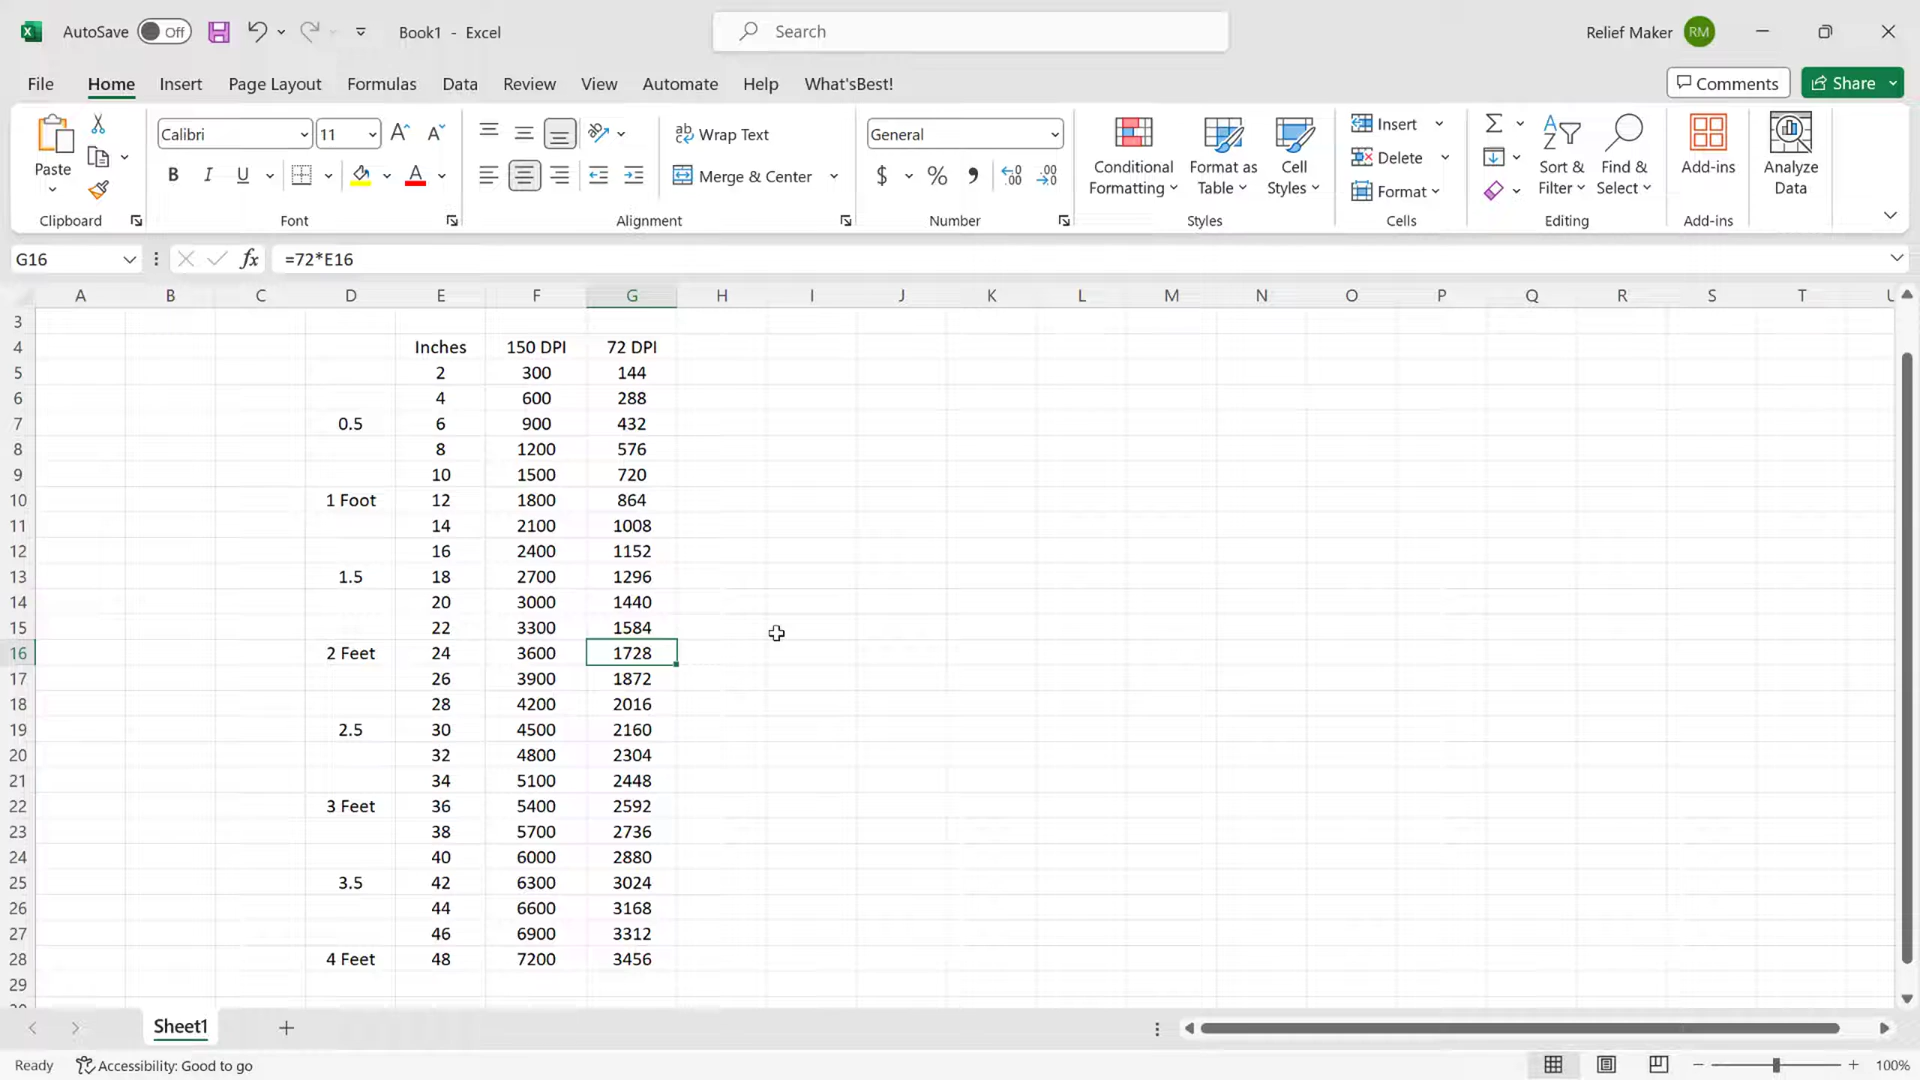 AutoSave Off Book1 - Excel Search Relief Maker RM
File Home Insert Page Layout Formulas Data Review View Automate Help What'sBest! Comments Share
Paste Calibri 11 A A Wrap Text General Conditional Formatting Format as Table Cell Styles Insert Sort & Filter Find & Select Add-ins Analyze Data
B I U A Merge & Center $ % Delete
Format
Clipboard Font Alignment Number Styles Cells Editing Add-ins
G16 fx =72*E16
A B C D E F G H I J K L M N O P Q R S T U
3
4 Inches 150 DPI 72 DPI
5 2 300 144
6 4 600 288
7 0.5 6 900 432
8 8 1200 576
9 10 1500 720
10 1 Foot 12 1800 864
11 14 2100 1008
12 16 2400 1152
13 1.5 18 2700 1296
14 20 3000 1440
15 22 3300 1584
16 2 Feet 24 3600 1728
17 26 3900 1872
18 28 4200 2016
19 2.5 30 4500 2160
20 32 4800 2304
21 34 5100 2448
22 3 Feet 36 5400 2592
23 38 5700 2736
24 40 6000 2880
25 3.5 42 6300 3024
26 44 6600 3168
27 46 6900 3312
28 4 Feet 48 7200 3456
29
Sheet1
Ready Accessibility: Good to go 100%